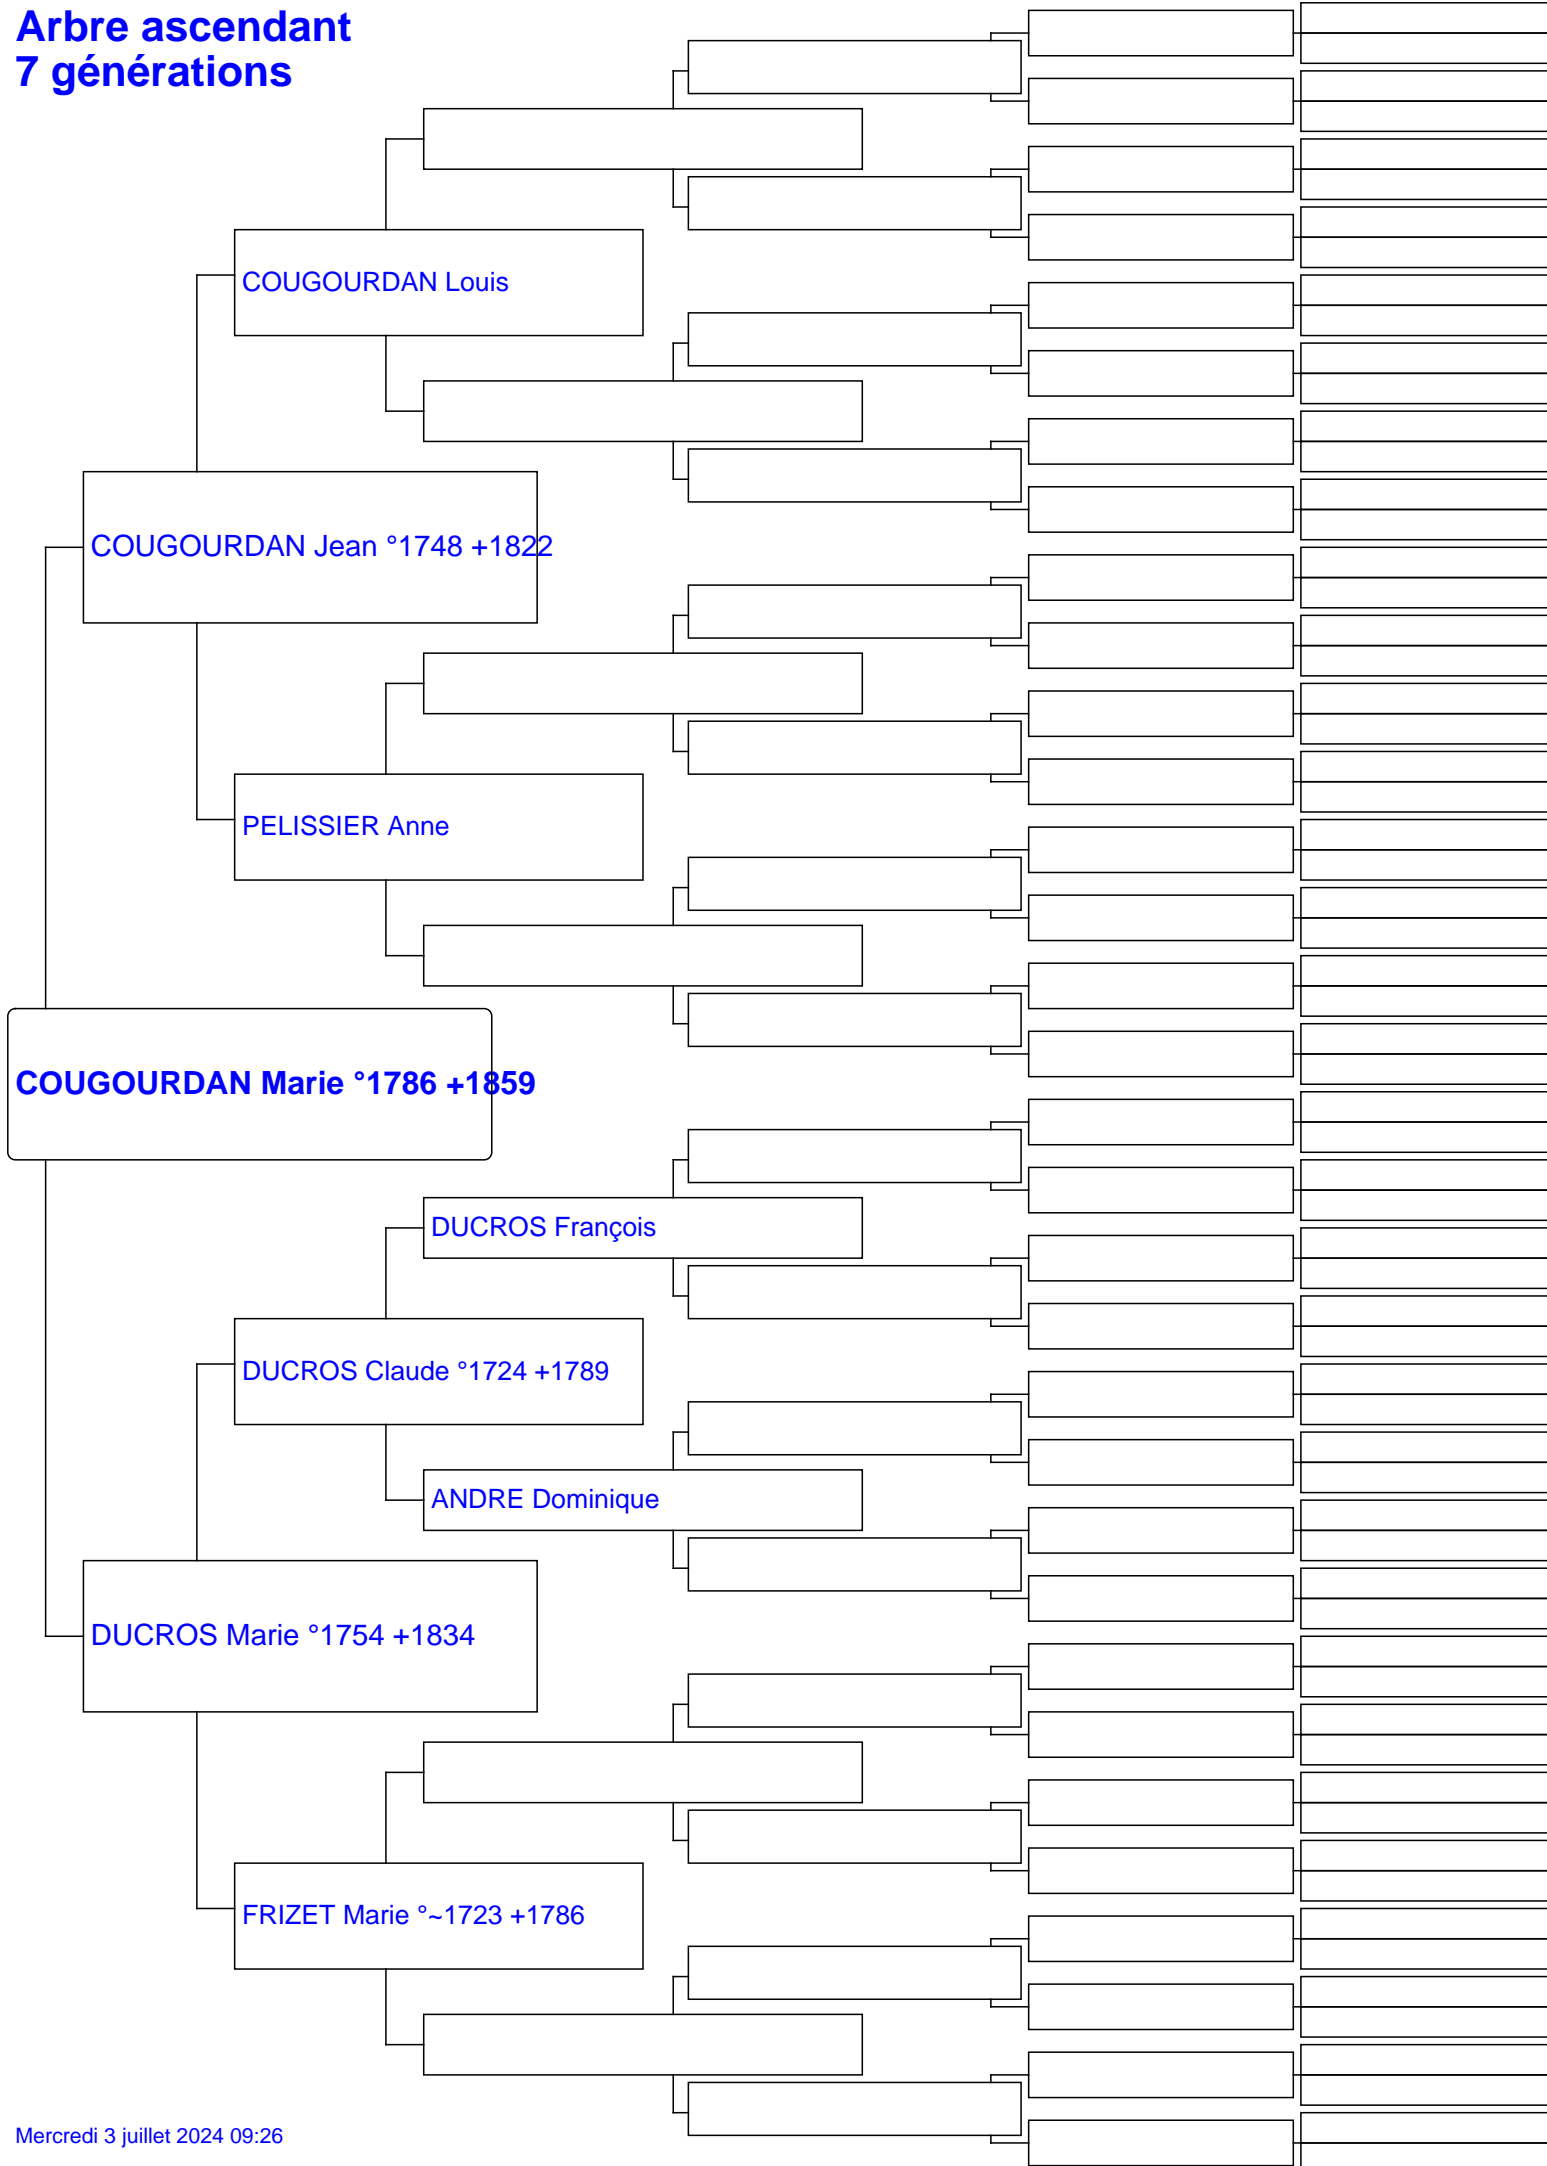 Arbre ascendant
7 générations
COUGOURDAN Louis
COUGOURDAN Jean °1748 +1822
PELISSIER Anne
COUGOURDAN Marie °1786 +1859
DUCROS François
DUCROS Claude °1724 +1789
ANDRE Dominique
DUCROS Marie °1754 +1834
FRIZET Marie °~1723 +1786
Mercredi 3 juillet 2024 09:26